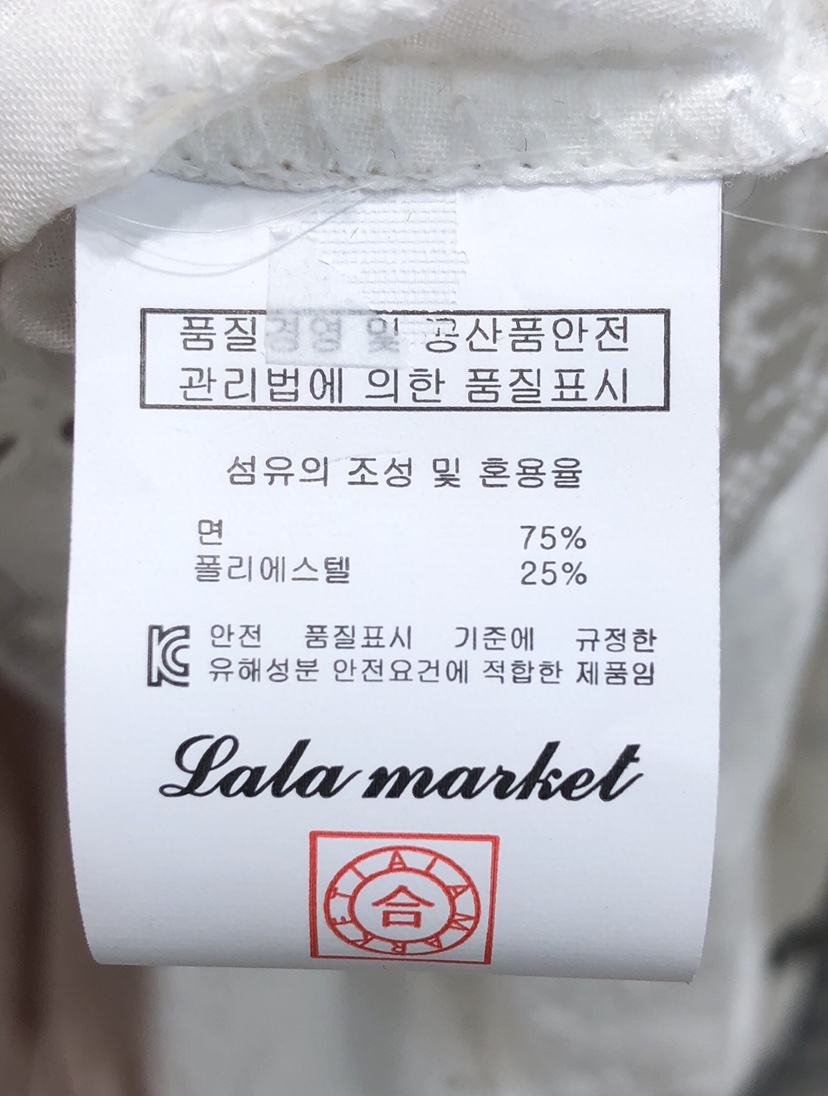 품질경영 및 공산품안전
관리법에 의한 품질표시
섬유의 조성 및 혼용율
면 75%
폴리에스텔 25%
안전 품질표시 기준에 규정한
유해성분 안전요건에 적합한 제품임
Lala market
合